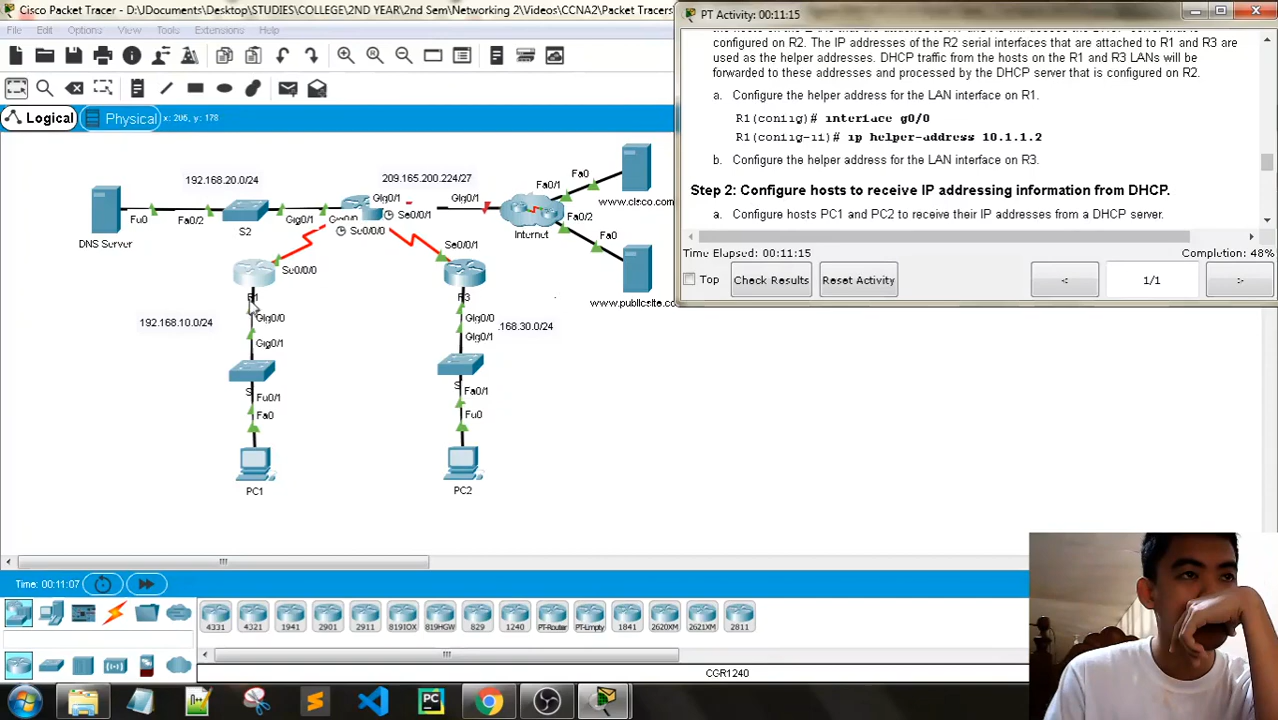 Cisco Packet Tracer - D:\Documents\Desktop\STUDIES\COLLEGE\2ND YEAR\2nd Sem\Networking 2\Videos\CCNA2\Packet Tracers
File Edit Options View Tools Extensions Help
Logical
Physical
x: 206, y: 178
192.168.20.0/24
209.165.200.224/27
DNS Server
Fa0/2
S2
Gig0/1
Gig0/1
Se0/0/1
Se0/0/0
Gig0/1
Internet
Fa0/1
Fa0/2
Fa0
Fa0
www.cisco.com
www.publicsite.com
Se0/0/0
Se0/0/1
R1
R3
192.168.10.0/24
Gig0/0
Gig0/1
Gig0/0
Gig0/1
.168.30.0/24
S
S
Fa0/1
Fa0/1
Fa0
PC1
PC2
PT Activity: 00:11:15
configured on R2. The IP addresses of the R2 serial interfaces that are attached to R1 and R3 are
used as the helper addresses. DHCP traffic from the hosts on the R1 and R3 LANs will be
forwarded to these addresses and processed by the DHCP server that is configured on R2.
a. Configure the helper address for the LAN interface on R1.
R1(config)# interface g0/0
R1(config-if)# ip helper-address 10.1.1.2
b. Configure the helper address for the LAN interface on R3.
Step 2: Configure hosts to receive IP addressing information from DHCP.
a. Configure hosts PC1 and PC2 to receive their IP addresses from a DHCP server.
Time Elapsed: 00:11:15
Completion: 48%
Top
Check Results
Reset Activity
<
1/1
>
Time: 00:11:07
4331
4321
1941
2901
2911
819IOX
819HGW
829
1240
PT-Router
PT-Empty
1841
2620XM
2621XM
2811
CGR1240